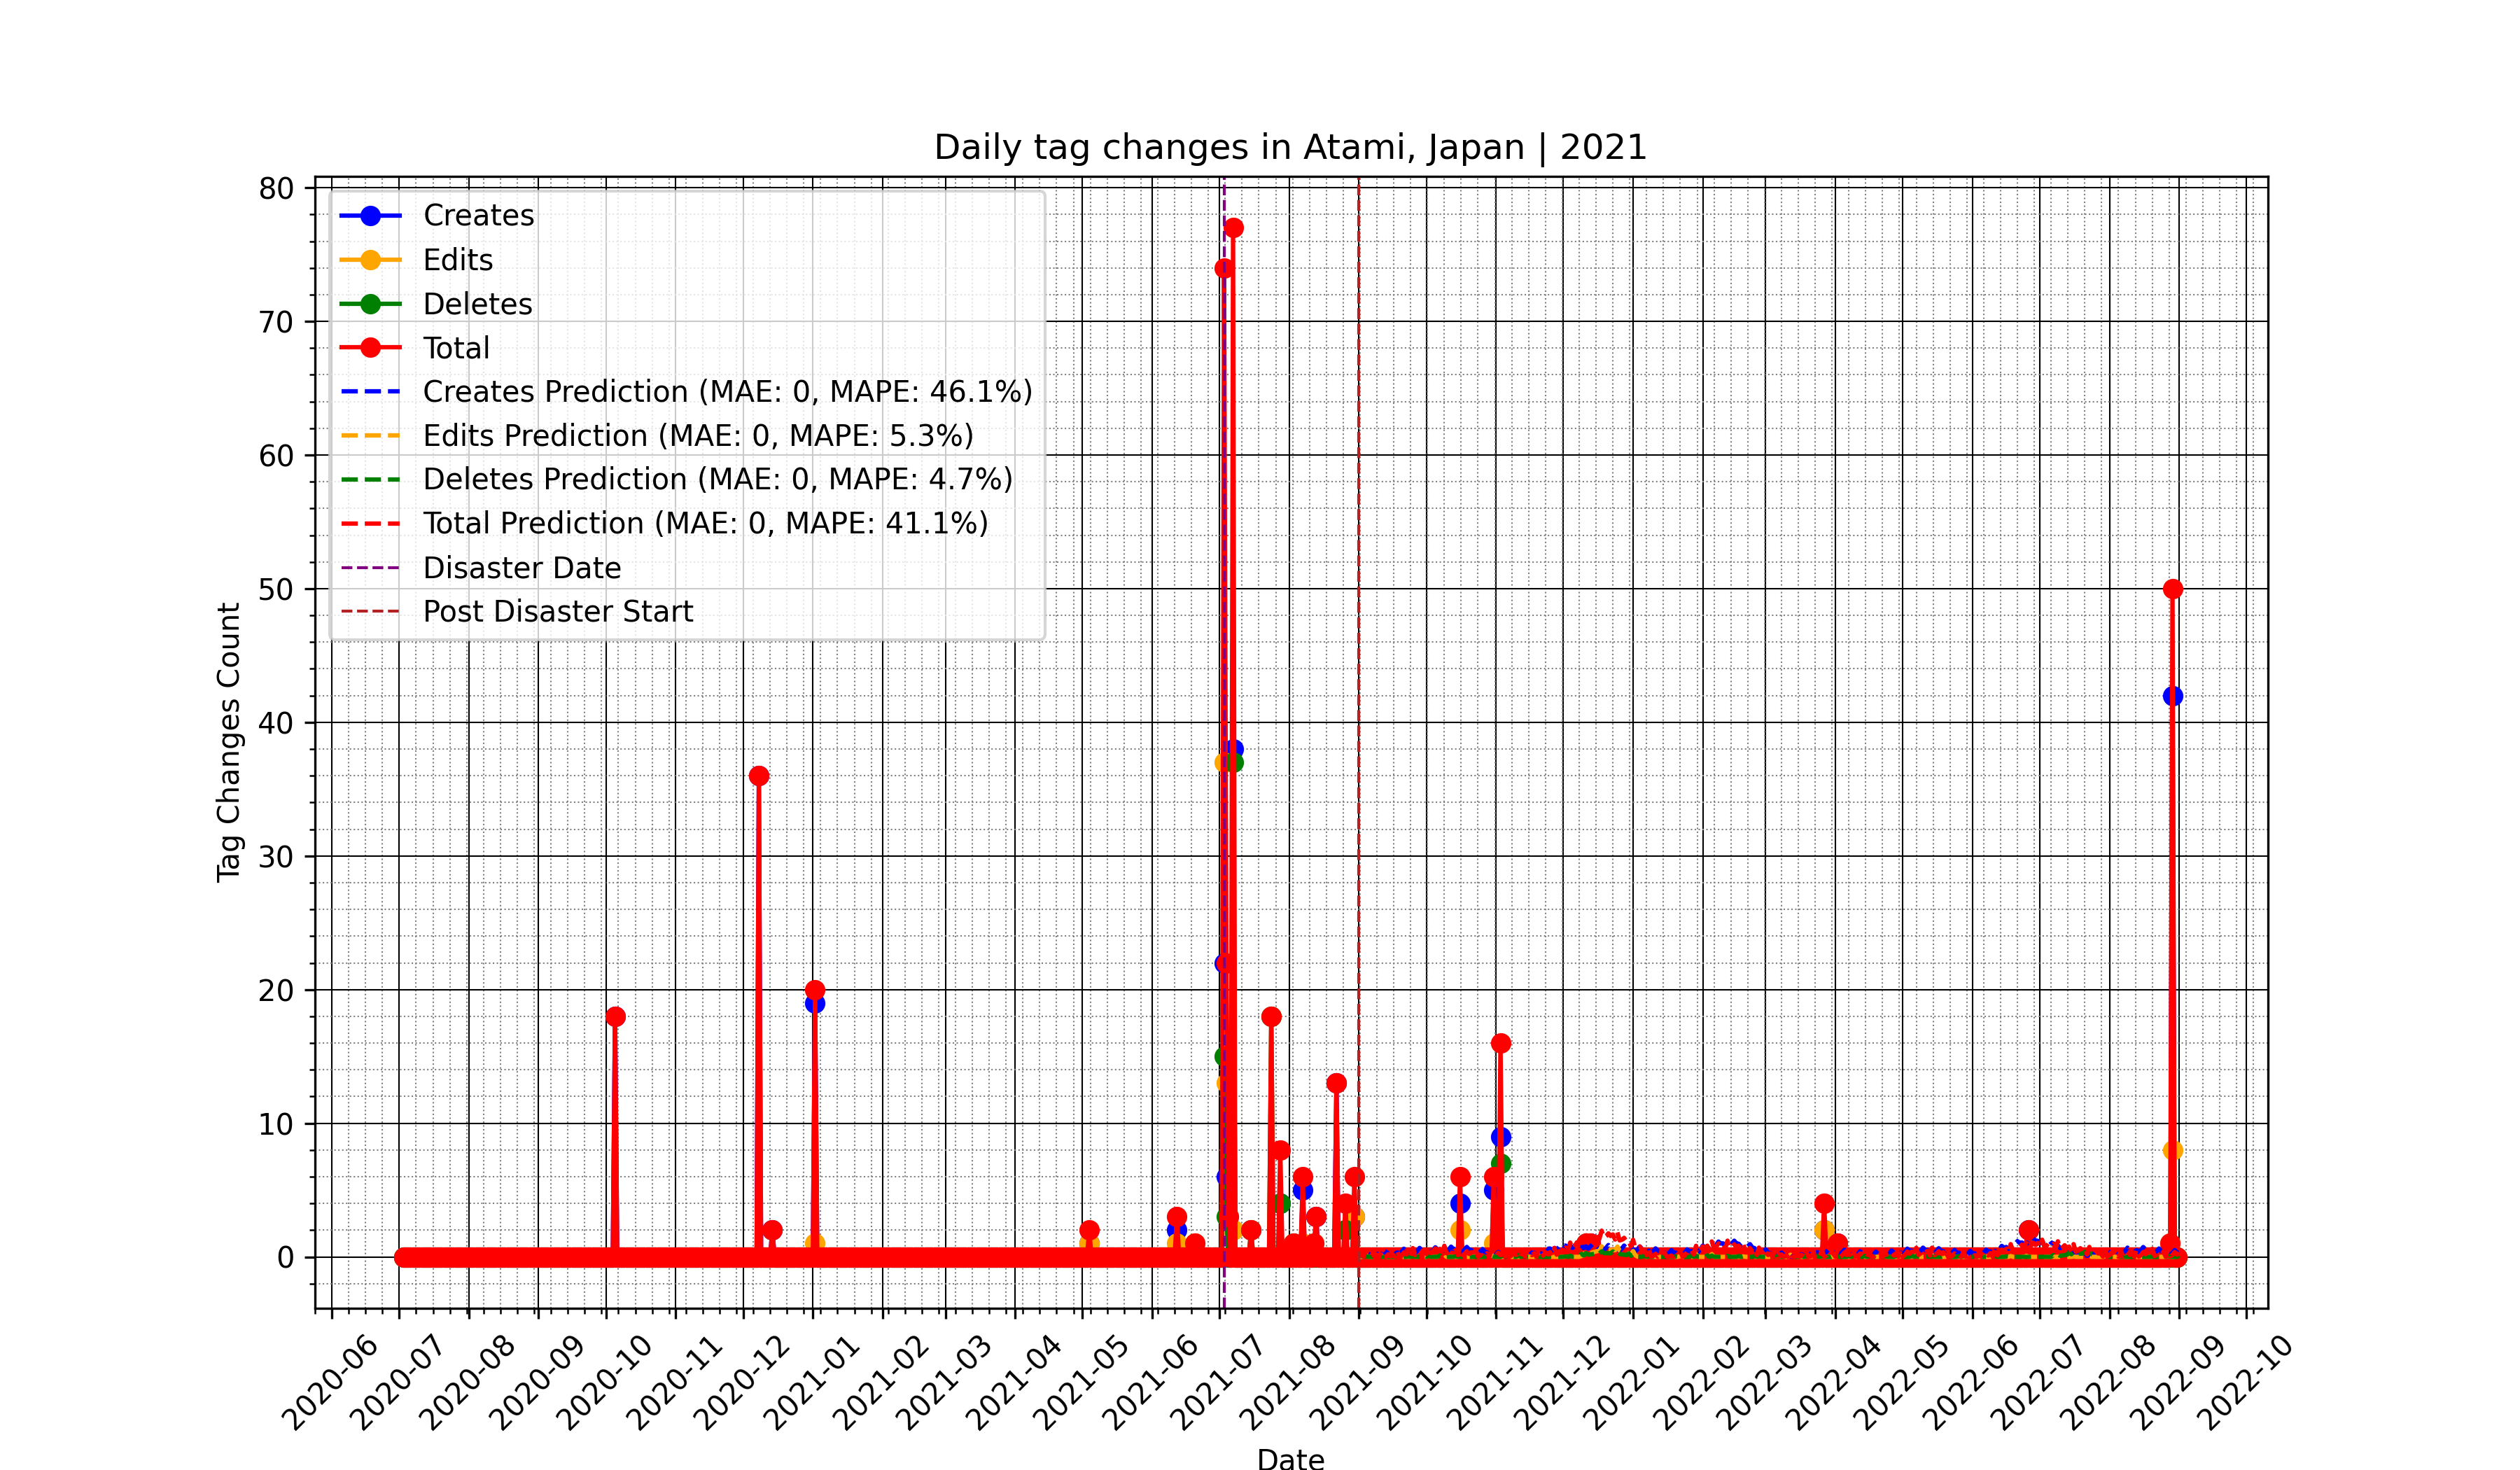 Daily tag changes in Atami, Japan | 2021
80
70
60
50
40
30
20
10
0
Tag Changes Count
Creates
Edits
Deletes
Total
Creates Prediction (MAE: 0, MAPE: 46.1%)
Edits Prediction (MAE: 0, MAPE: 5.3%)
Deletes Prediction (MAE: 0, MAPE: 4.7%)
Total Prediction (MAE: 0, MAPE: 41.1%)
Disaster Date
Post Disaster Start
2020-06
2020-07
2020-08
2020-09
2020-10
2020-11
2020-12
2021-01
2021-02
2021-03
2021-04
2021-05
2021-06
2021-07
2021-08
2021-09
2021-10
2021-11
2021-12
2022-01
2022-02
2022-03
2022-04
2022-05
2022-06
2022-07
2022-08
2022-09
2022-10
Date